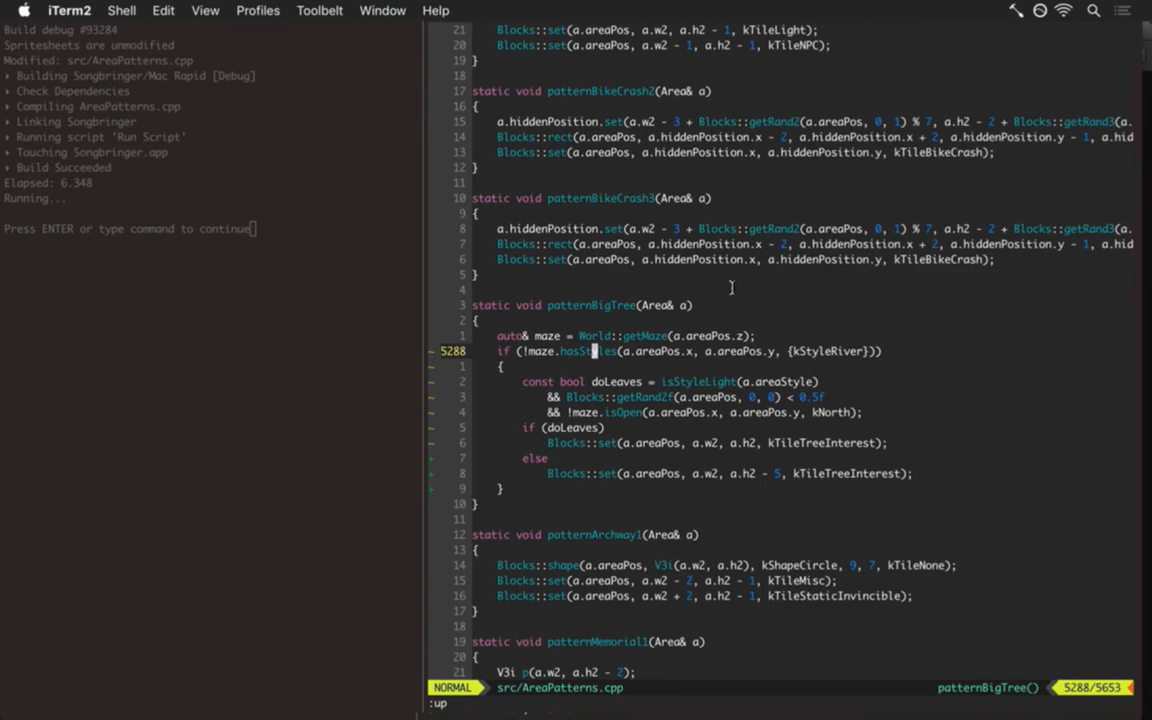 iTerm2 Shell Edit View Profiles Toolbelt Window Help
Build debug #93284
Spritesheets are unmodified
Modified: src/AreaPatterns.cpp
▸ Building Songbringer/Mac Rapid [Debug]
▸ Check Dependencies
▸ Compiling AreaPatterns.cpp
▸ Linking Songbringer
▸ Running script 'Run Script'
▸ Touching Songbringer.app
▸ Build Succeeded
Elapsed: 6.348
Running...
Press ENTER or type command to continue
21 Blocks::set(a.areaPos, a.w2, a.h2 - 1, kTileLight);
20 Blocks::set(a.areaPos, a.w2 - 1, a.h2 - 1, kTileNPC);
19 }
18
17 static void patternBikeCrash2(Area& a)
16 {
15 a.hiddenPosition.set(a.w2 - 3 + Blocks::getRand2(a.areaPos, 0, 1) % 7, a.h2 - 2 + Blocks::getRand3(a.
14 Blocks::rect(a.areaPos, a.hiddenPosition.x - 2, a.hiddenPosition.x + 2, a.hiddenPosition.y - 1, a.hid
13 Blocks::set(a.areaPos, a.hiddenPosition.x, a.hiddenPosition.y, kTileBikeCrash);
12 }
11
10 static void patternBikeCrash3(Area& a)
9 {
8 a.hiddenPosition.set(a.w2 - 3 + Blocks::getRand2(a.areaPos, 0, 1) % 7, a.h2 - 2 + Blocks::getRand3(a.
7 Blocks::rect(a.areaPos, a.hiddenPosition.x - 2, a.hiddenPosition.x + 2, a.hiddenPosition.y - 1, a.hid
6 Blocks::set(a.areaPos, a.hiddenPosition.x, a.hiddenPosition.y, kTileBikeCrash);
5 }
4
3 static void patternBigTree(Area& a)
2 {
1 auto& maze = World::getMaze(a.areaPos.z);
~ 5288 if (!maze.hasStyles(a.areaPos.x, a.areaPos.y, {kStyleRiver}))
~ 1 {
~ 2 const bool doLeaves = isStyleLight(a.areaStyle)
~ 3 && Blocks::getRand2f(a.areaPos, 0, 0) < 0.5f
~ 4 && !maze.isOpen(a.areaPos.x, a.areaPos.y, kNorth);
~ 5 if (doLeaves)
~ 6 Blocks::set(a.areaPos, a.w2, a.h2, kTileTreeInterest);
+ 7 else
+ 8 Blocks::set(a.areaPos, a.w2, a.h2 - 5, kTileTreeInterest);
+ 9 }
10 }
11
12 static void patternArchway1(Area& a)
13 {
14 Blocks::shape(a.areaPos, V3i(a.w2, a.h2), kShapeCircle, 9, 7, kTileNone);
15 Blocks::set(a.areaPos, a.w2 - 2, a.h2 - 1, kTileMisc);
16 Blocks::set(a.areaPos, a.w2 + 2, a.h2 - 1, kTileStaticInvincible);
17 }
18
19 static void patternMemorial1(Area& a)
20 {
21 V3i p(a.w2, a.h2 - 2);
NORMAL src/AreaPatterns.cpp patternBigTree() 5288/5653
:up